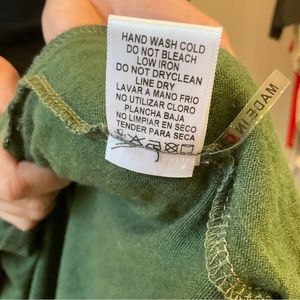 HAND WASH COLD
DO NOT BLEACH
LOW IRON
DO NOT DRYCLEAN
LINE DRY
LAVAR A MANO FRIO
NO UTILIZAR CLORO
PLANCHA BAJA
NO LIMPIAR EN SECO
TENDER PARA SECA
MADE IN